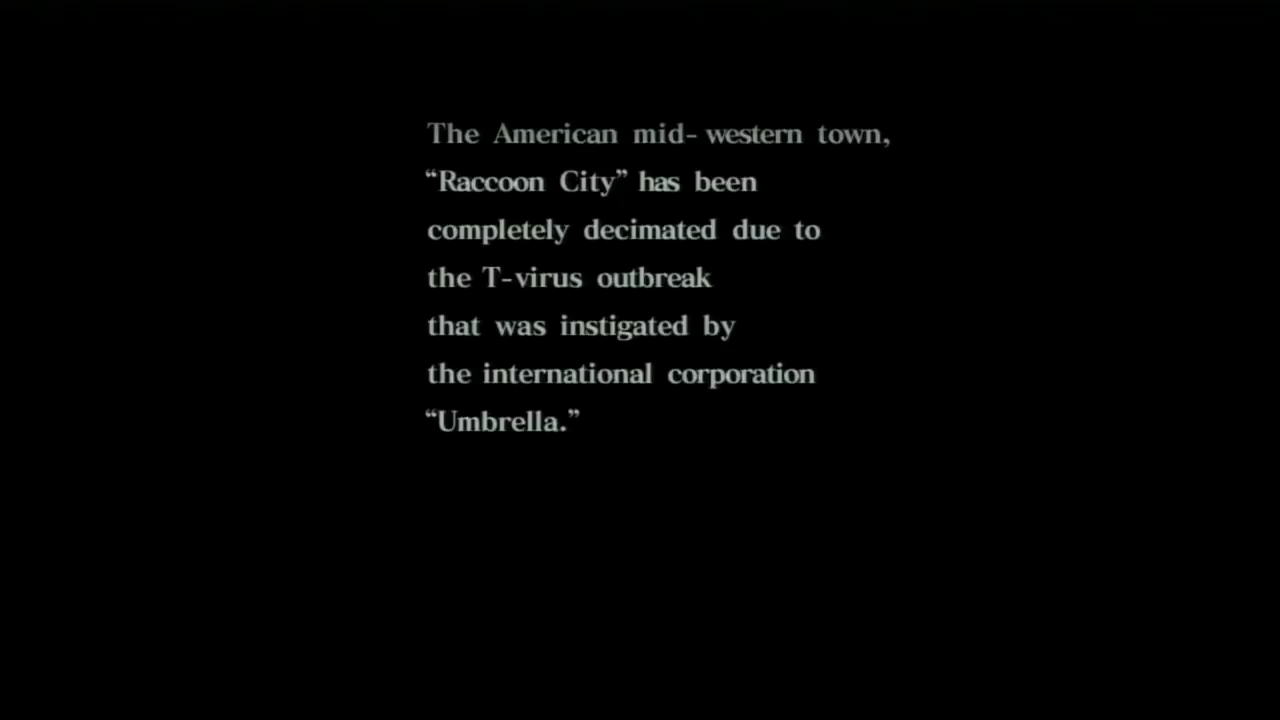 The American mid-western town,
“Raccoon City” has been
completely decimated due to
the T-virus outbreak
that was instigated by
the international corporation
“Umbrella.”